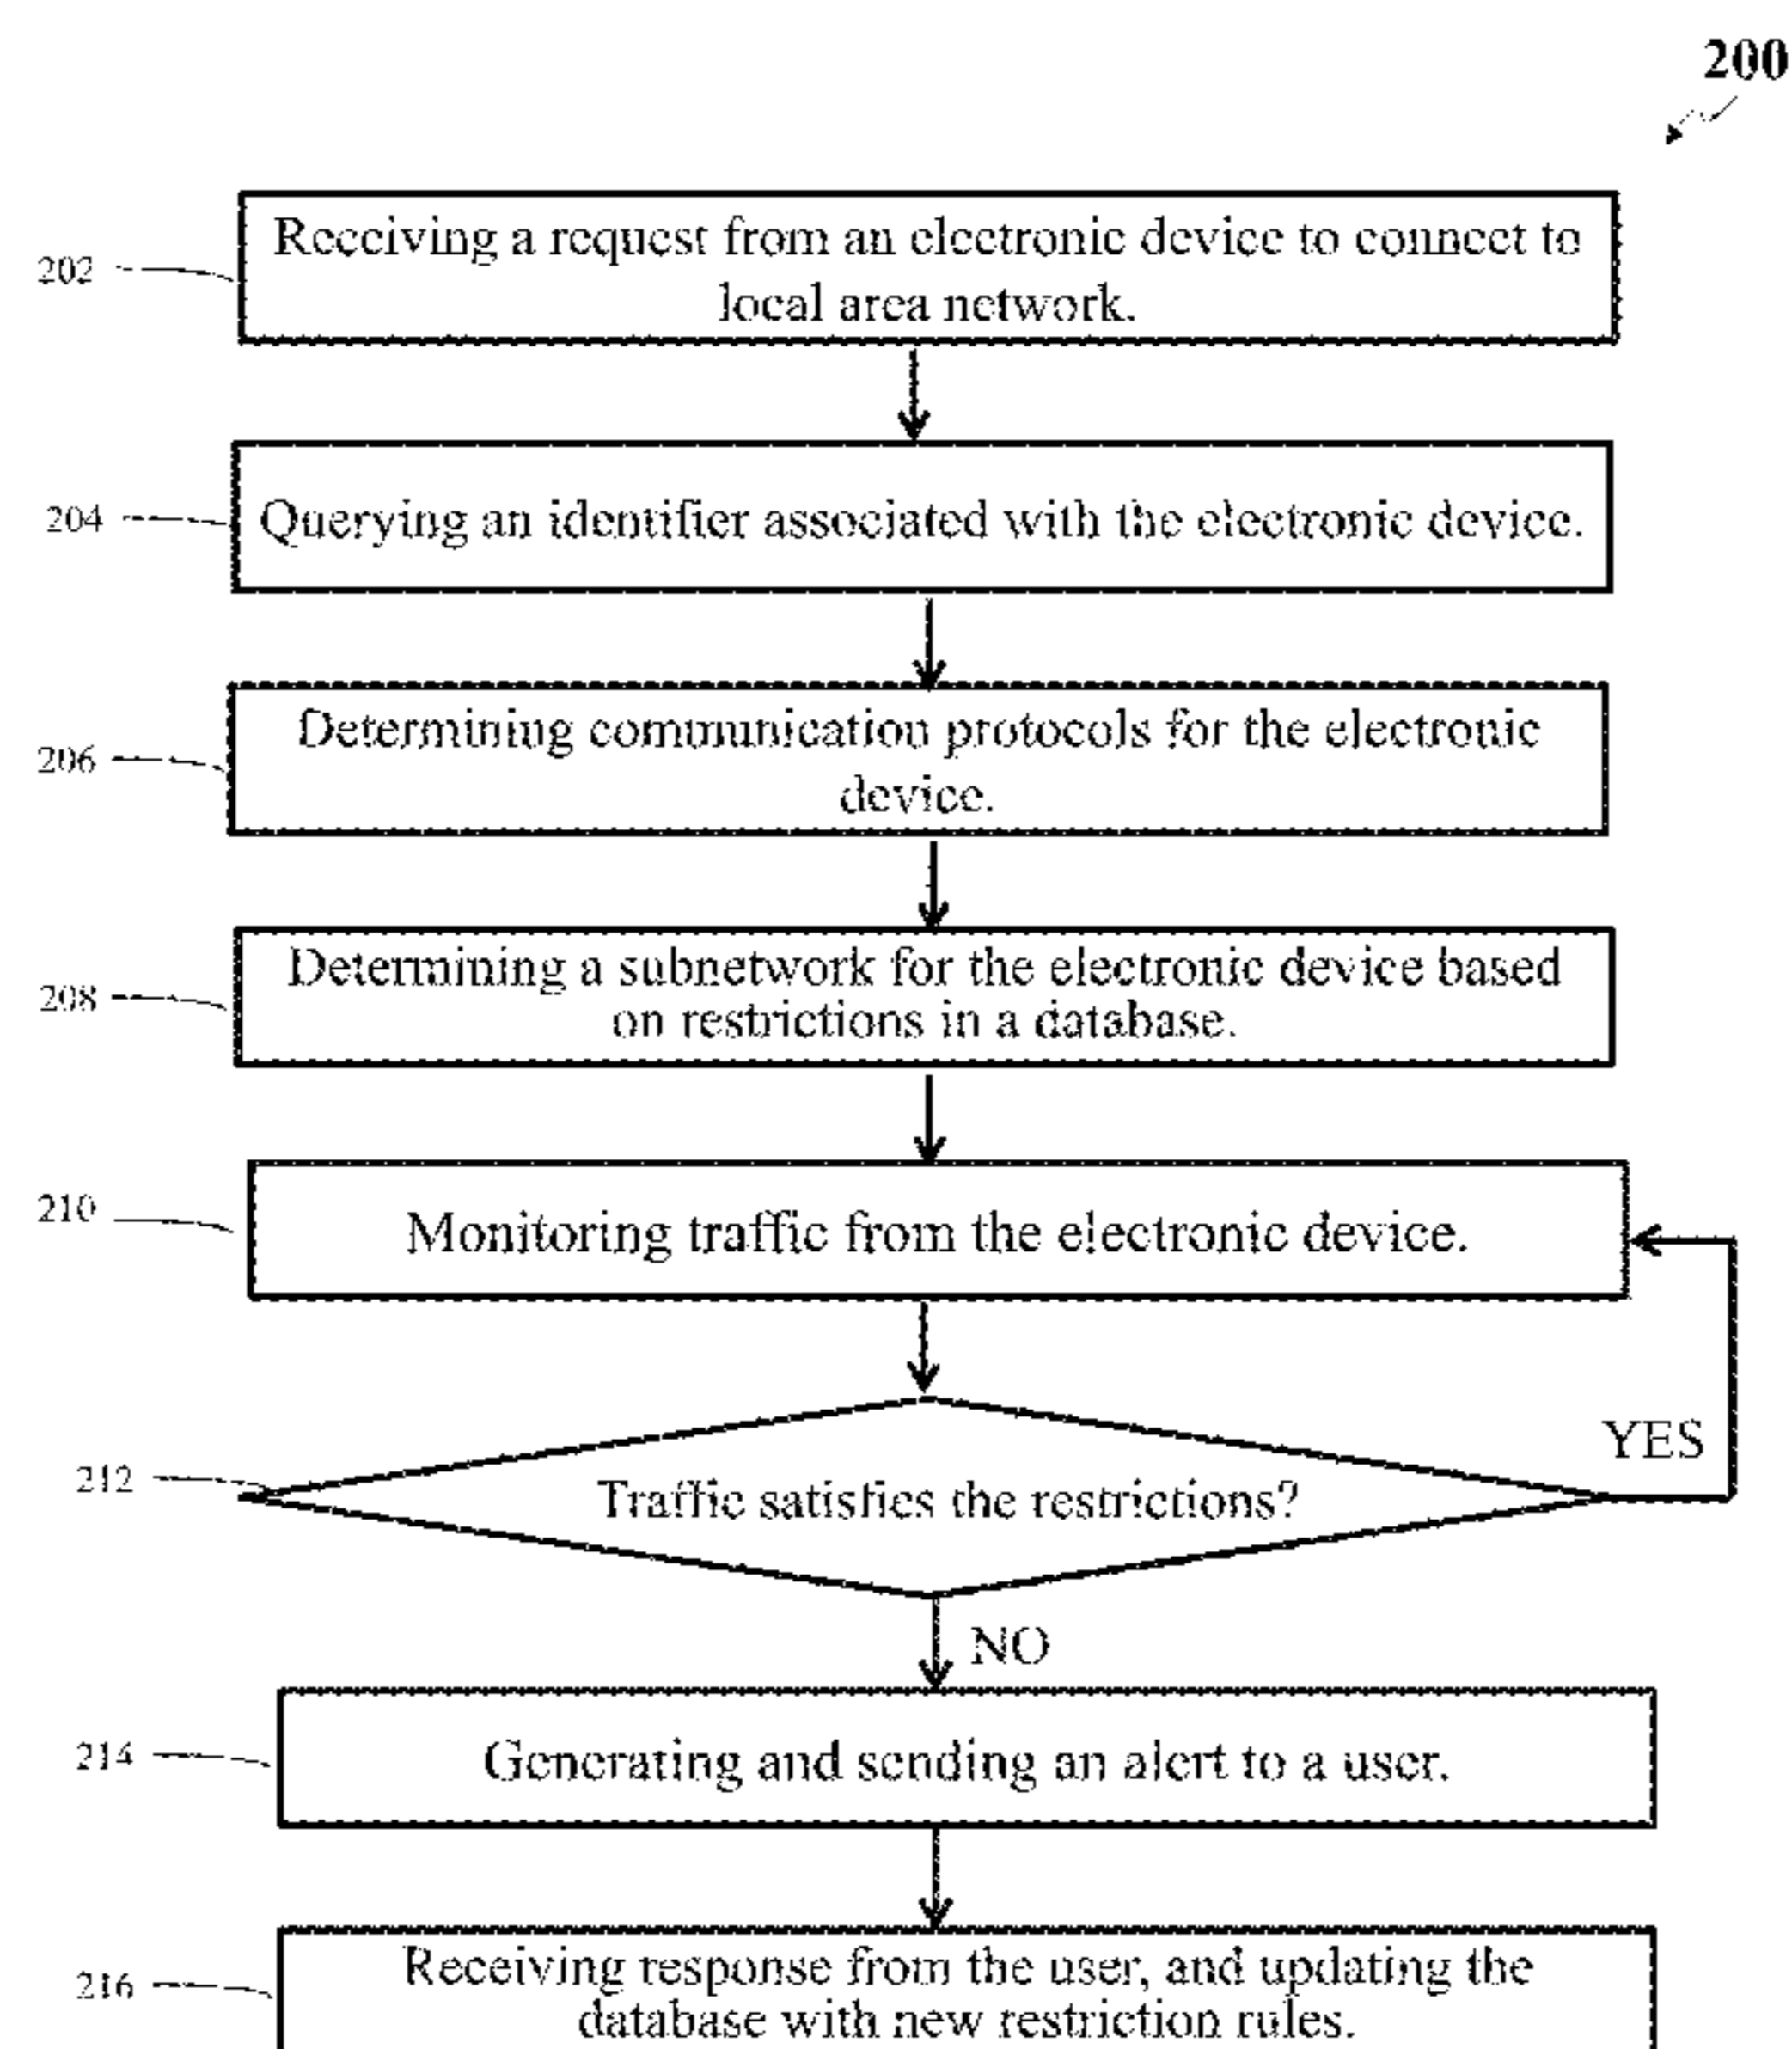 200
202
Receiving a request from an electronic device to connect to
local area network.
204
Querying an identifier associated with the electronic device.
206
Determining communication protocols for the electronic
device.
208
Determining a subnetwork for the electronic device based
on restrictions in a database.
210
Monitoring traffic from the electronic device.
YES
212
Traffic satisfies the restrictions?
NO
214
Generating and sending an alert to a user.
216
Receiving response from the user, and updating the
database with new restriction rules.